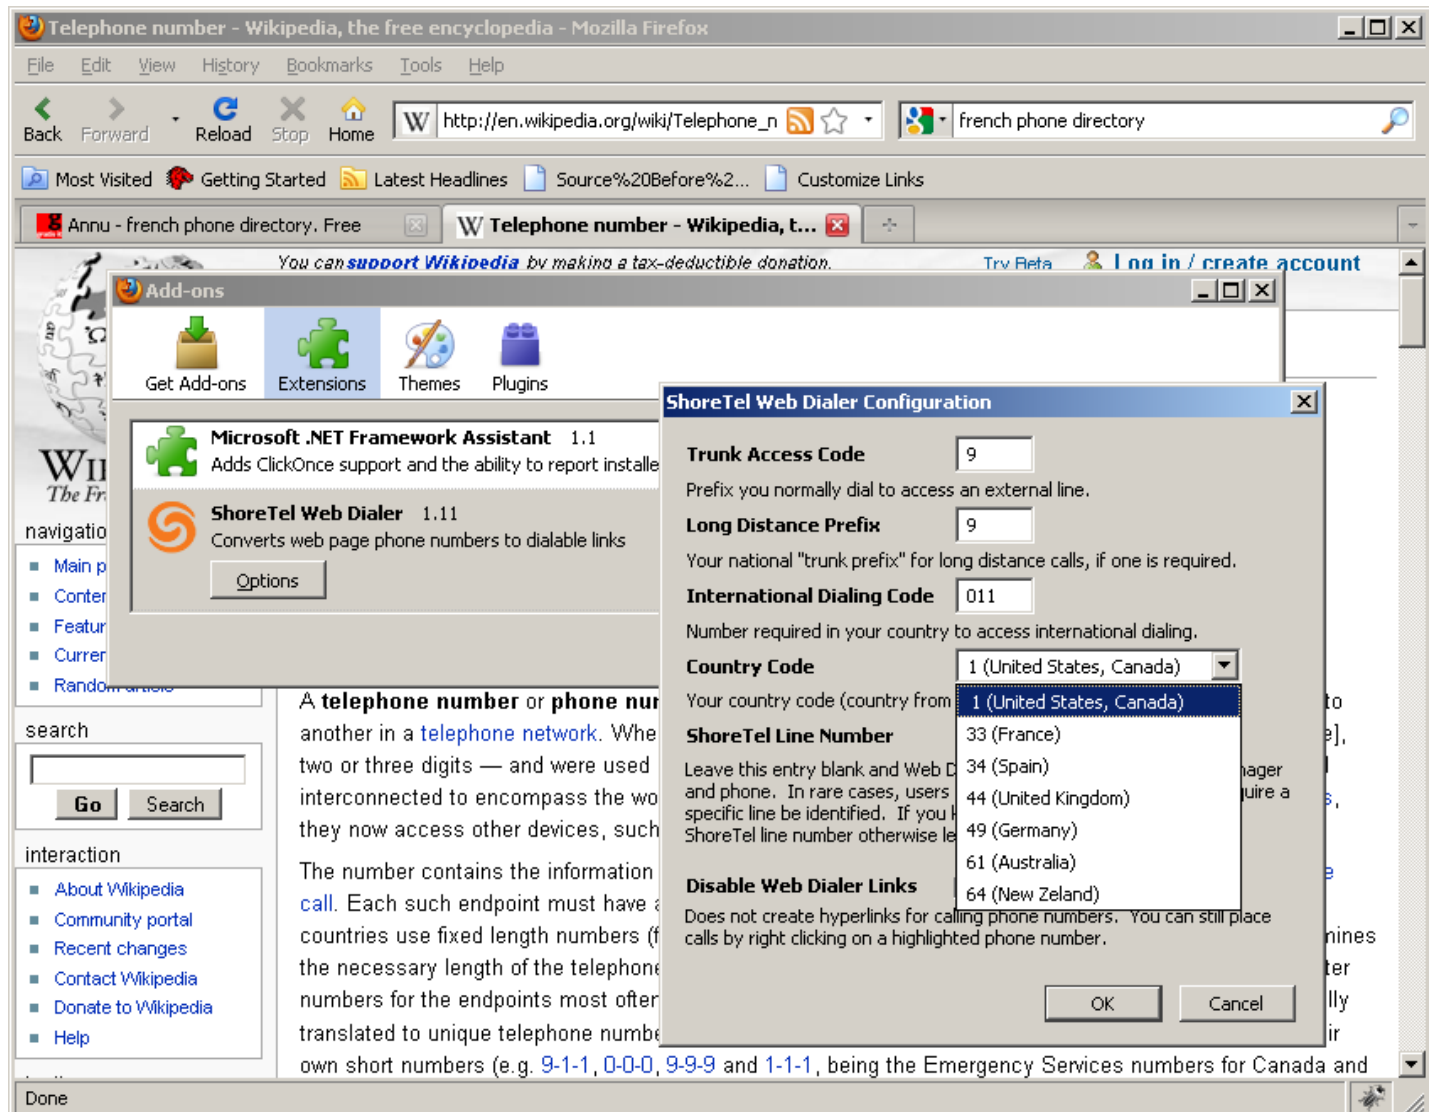 Telephone number - Wikipedia, the free encyclopedia - Mozilla Firefox
File Edit View History Bookmarks Tools Help
Back Forward Reload Stop Home W http://en.wikipedia.org/wiki/Telephone_n french phone directory
Most Visited Getting Started Latest Headlines Source%20Before%2... Customize Links
Annu - french phone directory. Free W Telephone number - Wikipedia, t...
You can support Wikipedia by making a tax-deductible donation. Try Beta Log in / create account
Add-ons
Get Add-ons Extensions Themes Plugins
Microsoft .NET Framework Assistant 1.1
Adds ClickOnce support and the ability to report installe
ShoreTel Web Dialer 1.11
Converts web page phone numbers to dialable links
Options
ShoreTel Web Dialer Configuration
Trunk Access Code 9
Prefix you normally dial to access an external line.
Long Distance Prefix 9
Your national "trunk prefix" for long distance calls, if one is required.
International Dialing Code 011
Number required in your country to access international dialing.
Country Code 1 (United States, Canada)
Your country code (country from
1 (United States, Canada)
33 (France)
34 (Spain)
44 (United Kingdom)
49 (Germany)
61 (Australia)
64 (New Zeland)
ShoreTel Line Number
Leave this entry blank and Web D nager
and phone. In rare cases, users quire a
specific line be identified. If you
ShoreTel line number otherwise le
Disable Web Dialer Links
Does not create hyperlinks for calling phone numbers. You can still place
calls by right clicking on a highlighted phone number.
OK Cancel
WI
The Fr
navigatio
Main p
Conter
Featur
Currer
Random article
search
Go Search
interaction
About Wikipedia
Community portal
Recent changes
Contact Wikipedia
Donate to Wikipedia
Help
A telephone number or phone nur to
another in a telephone network. Whe e],
two or three digits — and were used
interconnected to encompass the wo s,
they now access other devices, such
The number contains the information e
call. Each such endpoint must have a
countries use fixed length numbers (f nines
the necessary length of the telephone ter
numbers for the endpoints most ofter lly
translated to unique telephone numbe ir
own short numbers (e.g. 9-1-1, 0-0-0, 9-9-9 and 1-1-1, being the Emergency Services numbers for Canada and
Done